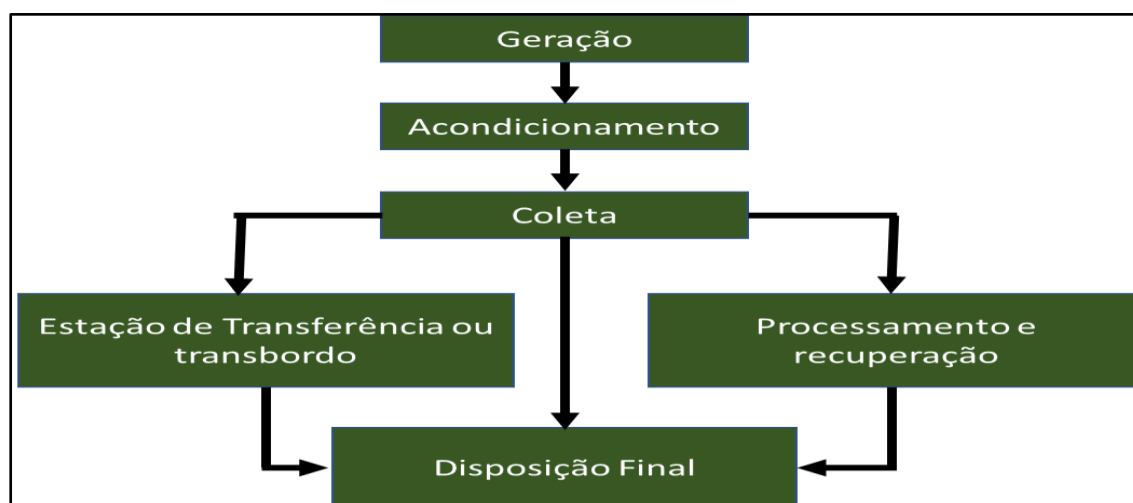 Geração
Acondicionamento
Coleta
Estação de Transferência ou
transbordo
Processamento e
recuperação
Disposição Final